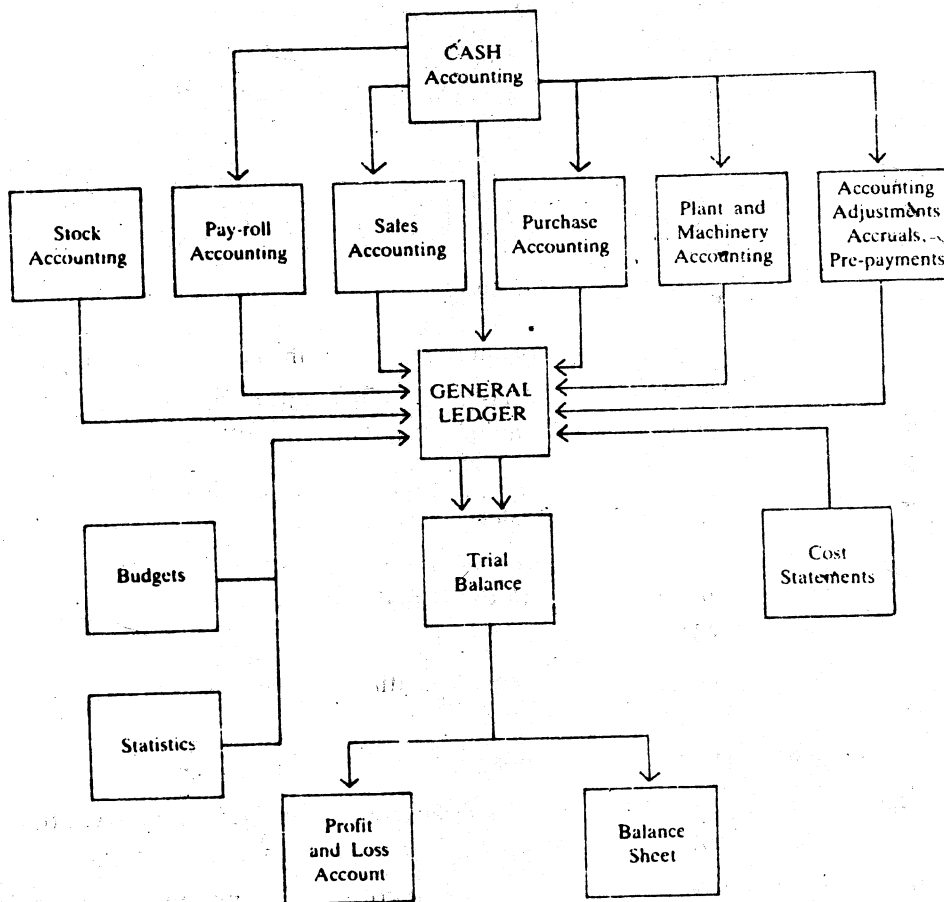 CASH
Accounting
Stock
Accounting
Pay-roll
Accounting
Sales
Accounting
Purchase
Accounting
Plant and
Machinery
Accounting
Accounting
Adjustments
Accruals,
Pre-payments
GENERAL
LEDGER
Budgets
Trial
Balance
Cost
Statements
Statistics
Profit
and Loss
Account
Balance
Sheet